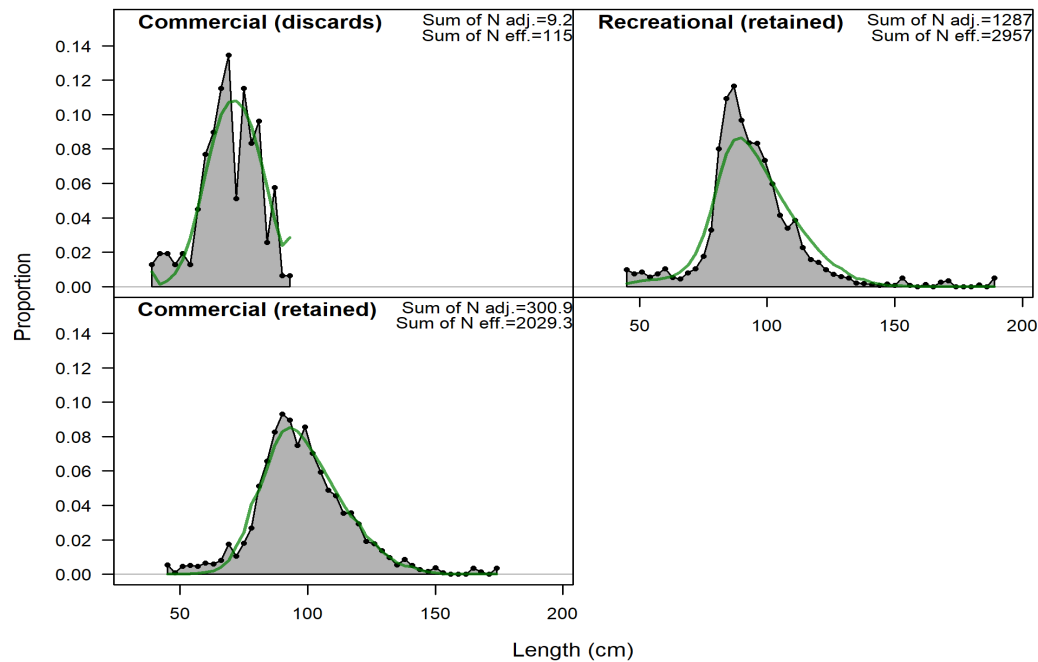 Commercial (discards)
Sum of N adj.=9.2
Sum of N eff.=115
Recreational (retained)
Sum of N adj.=1287
Sum of N eff.=2957
0.14
0.12
0.10
0.08
0.06
0.04
0.02
0.00
50
100
150
200
Commercial (retained)
Sum of N adj.=300.9
Sum of N eff.=2029.3
0.14
0.12
0.10
0.08
0.06
0.04
0.02
0.00
50
100
150
200
Proportion
Length (cm)